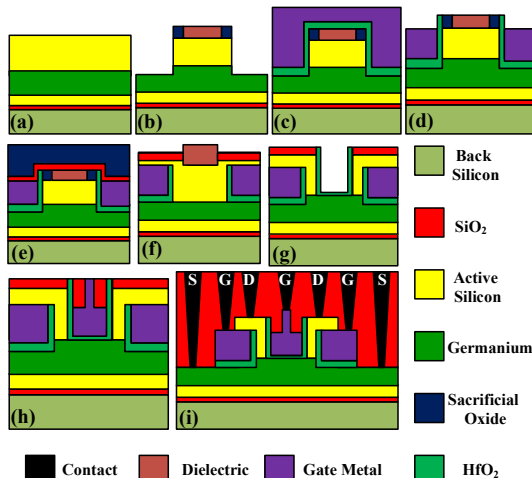 (a)
(b)
(c)
(d)
(e)
(f)
(g)
Back
Silicon
SiO₂
Active
Silicon
Germanium
Sacrificial
Oxide
HfO₂
(h)
S G D G D G S
(i)
Contact
Dielectric
Gate Metal